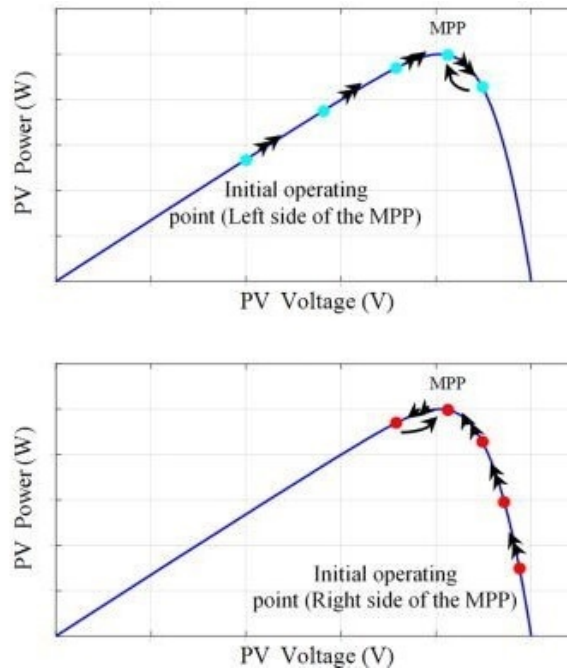 MPP
PV Power (W)
Initial operating
point (Left side of the MPP)
PV Voltage (V)
MPP
PV Power (W)
Initial operating
point (Right side of the MPP)
PV Voltage (V)